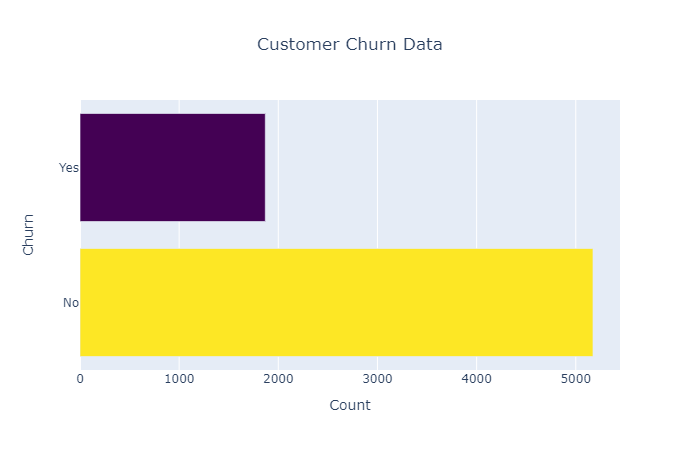 Customer Churn Data
Yes
Churn
No
0 1000 2000 3000 4000 5000
Count